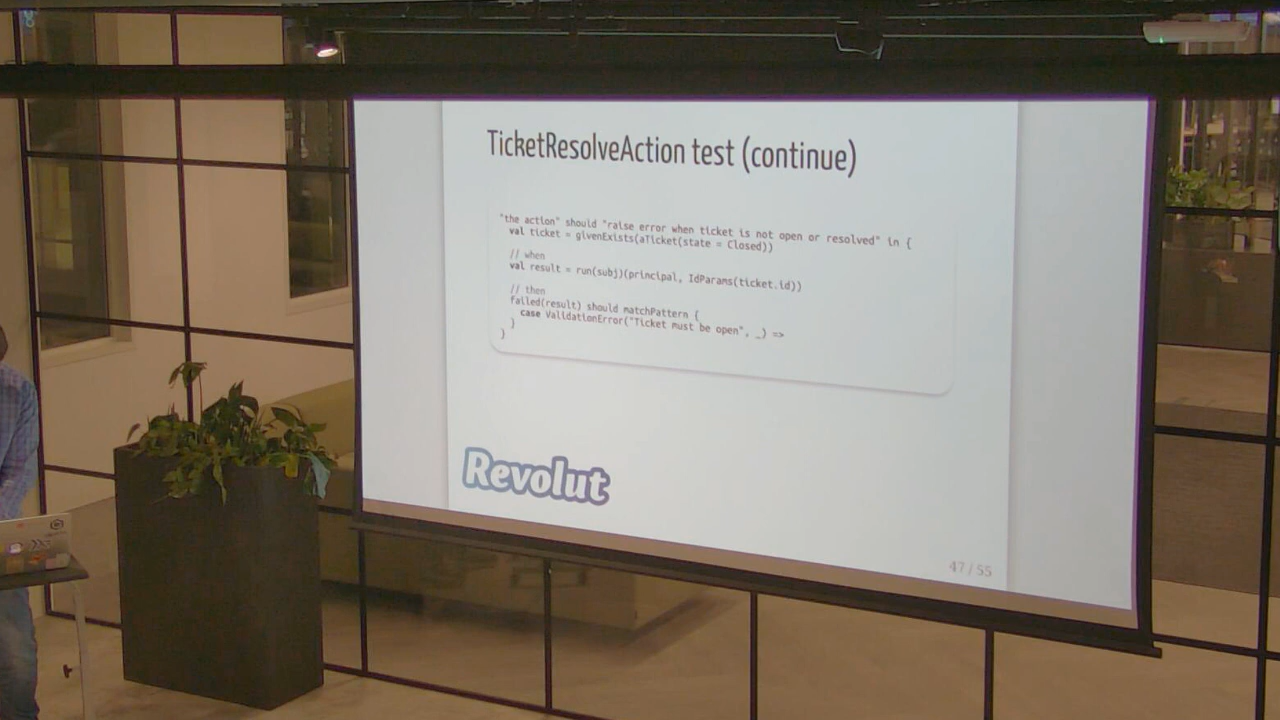 TicketResolveAction test (continue)
"the action" should "raise error when ticket is not open or resolved" in {
val ticket = givenExists(aTicket(state = Closed))
// when
val result = run(subj)(principal, IdParams(ticket.id))
// then
failed(result) should matchPattern {
case ValidationError("Ticket must be open", _) =>
}
}
Revolut
47 / 55